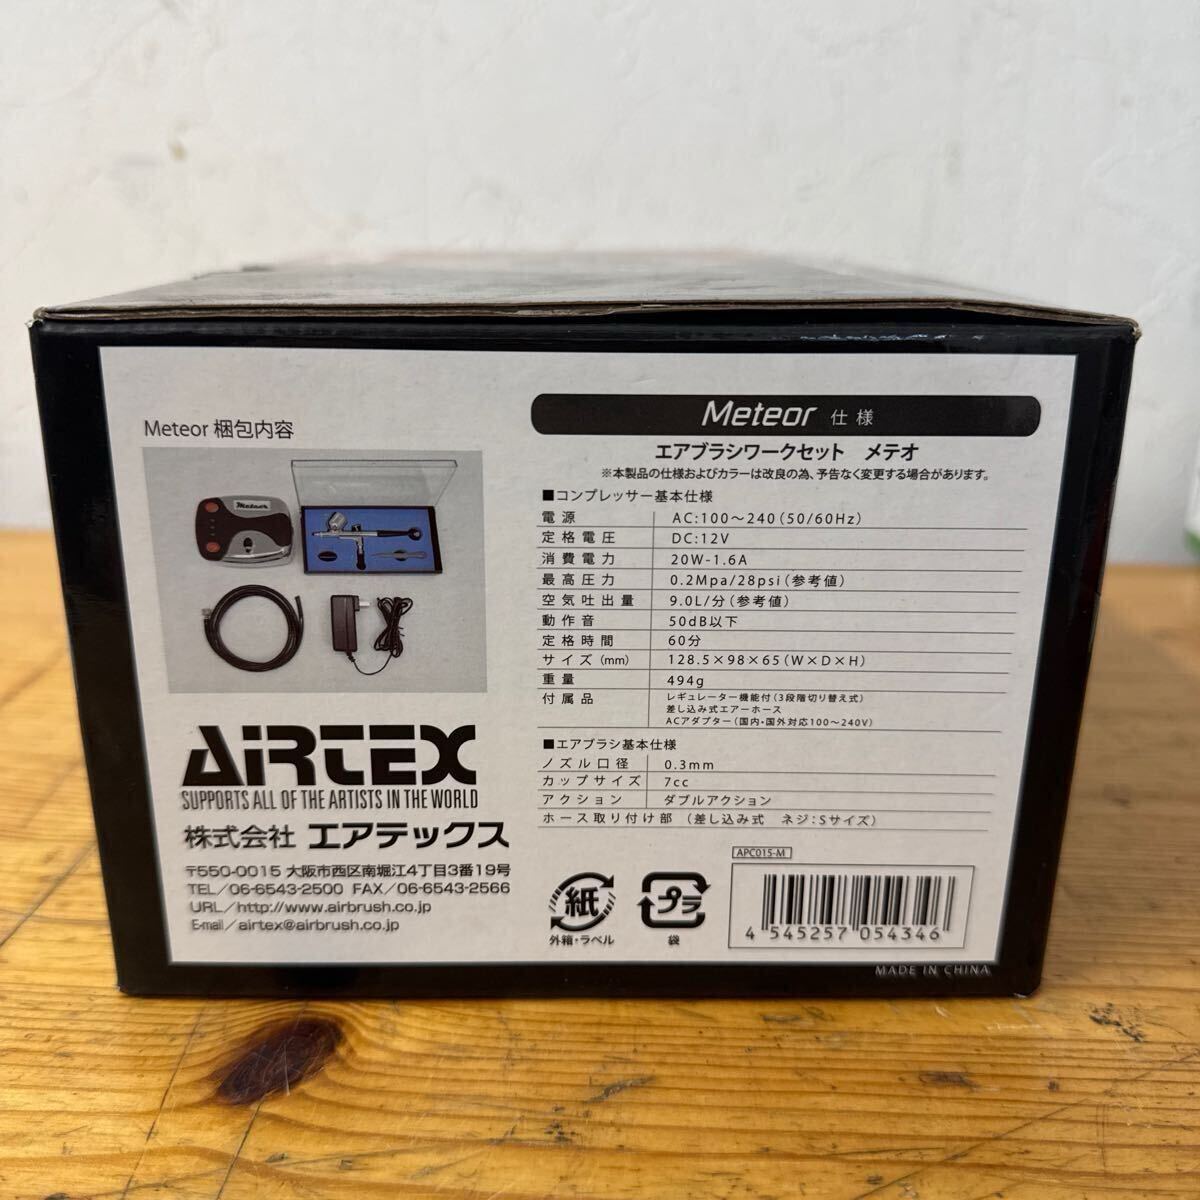 Meteor 梱包内容
Meteor
AIRTEX
SUPPORTS ALL OF THE ARTISTS IN THE WORLD
株式会社 エアテックス
〒550-0015 大阪市西区南堀江4丁目3番19号
TEL/06-6543-2500 FAX/06-6543-2566
URL/http://www.airbrush.co.jp
E-mail/airtex@airbrush.co.jp
Meteor 仕様
エアブラシワークセット メテオ
※本製品の仕様およびカラーは改良の為、予告なく変更する場合があります。
■コンプレッサー基本仕様
電源 AC:100〜240(50/60Hz)
定格電圧 DC:12V
消費電力 20W-1.6A
最高圧力 0.2Mpa/28psi(参考値)
空気吐出量 9.0L/分(参考値)
動作音 50dB以下
定格時間 60分
サイズ(mm) 128.5×98×65(W×D×H)
重量 494g
付属品 レギュレーター機能付(3段階切り替え式)
差し込み式エアーホース
ACアダプター(国内・国外対応100〜240V)
■エアブラシ基本仕様
ノズル口径 0.3mm
カップサイズ 7cc
アクション ダブルアクション
ホース取り付け部(差し込み式 ネジ:Sサイズ)
紙
外箱・ラベル
プラ
袋
APC015-M
4 545257 054346
MADE IN CHINA